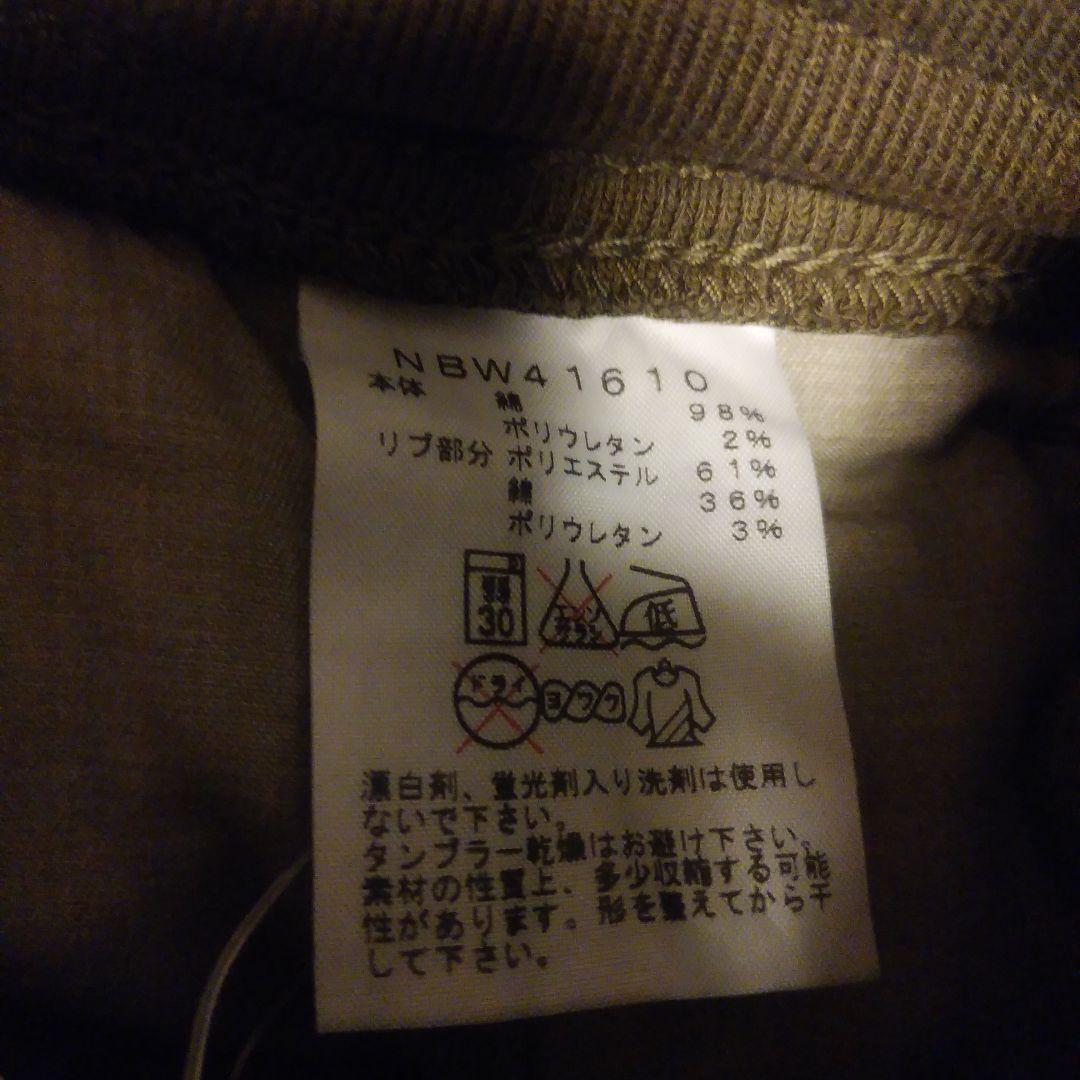 NBW41610
本体 綿 98%
ポリウレタン 2%
リブ部分 ポリエステル 61%
綿 36%
ポリウレタン 3%
弱 30
エンソ サラシ
低
ドライ
ヨワク
漂白剤、蛍光剤入り洗剤は使用し
ないで下さい。
タンブラー乾燥はお避け下さい。
素材の性質上、多少収縮する可能
性があります。形を整えてから干
して下さい。